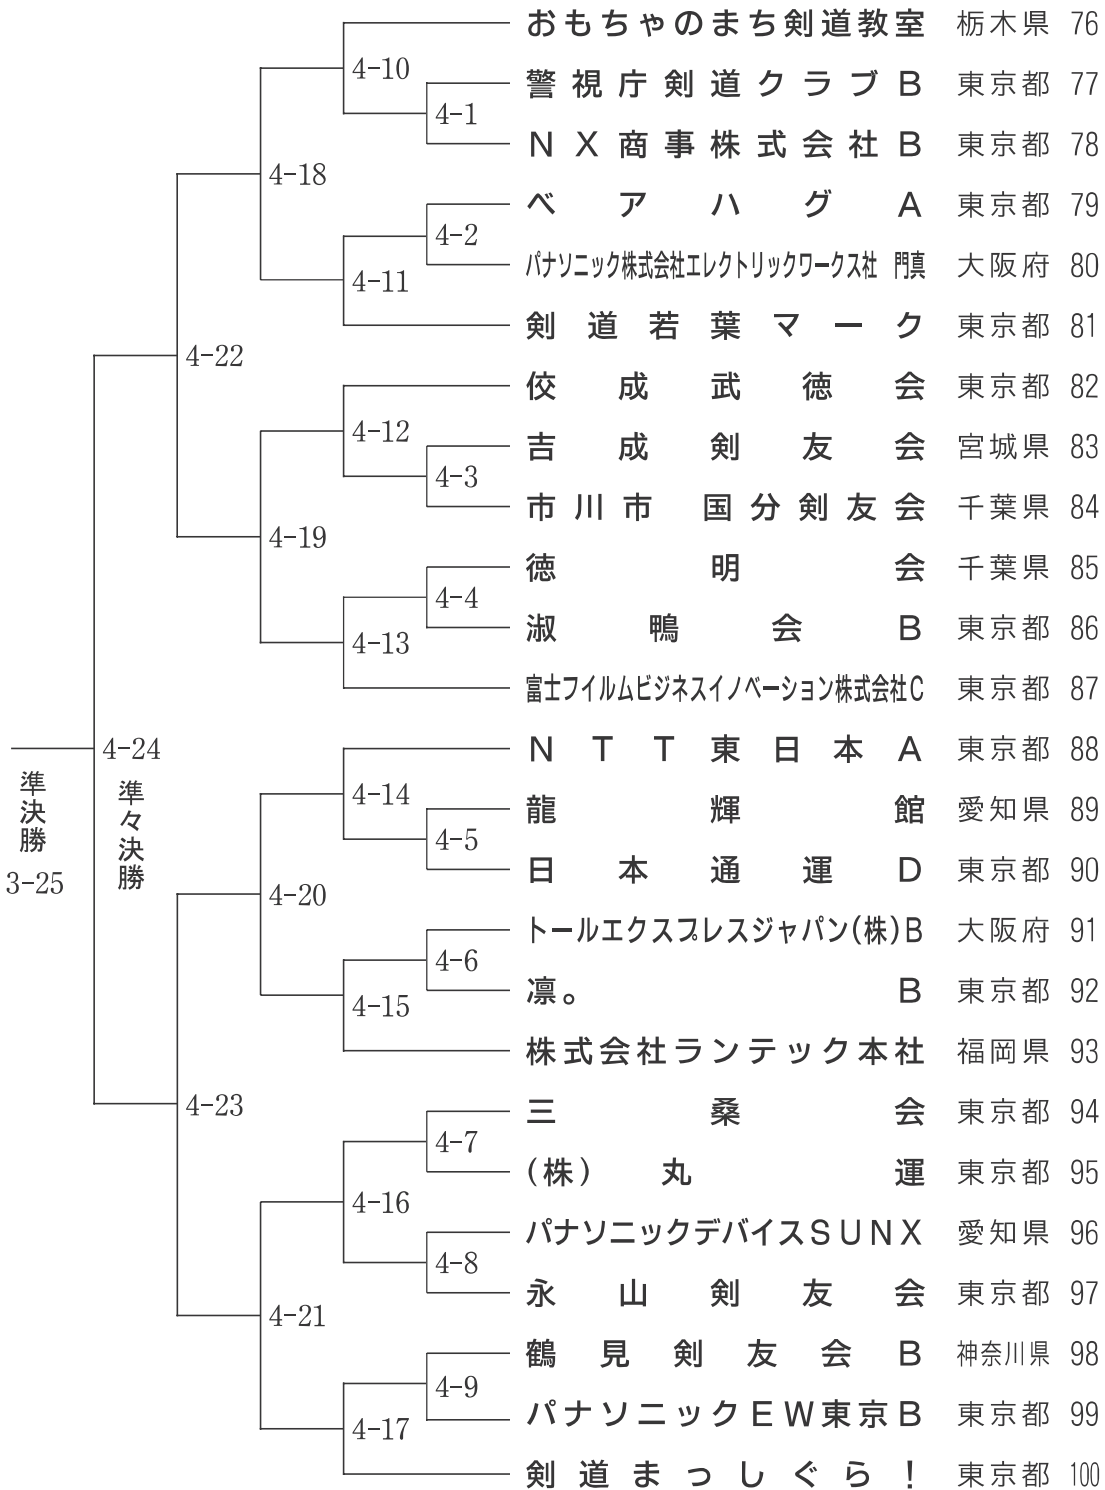 おもちゃのまち剣道教室 栃木県 76
警視庁剣道クラブB 東京都 77
NX商事株式会社B 東京都 78
ベアハグA 東京都 79
パナソニック株式会社エレクトリックワークス社 門真 大阪府 80
剣道若葉マーク 東京都 81
佼成武徳会 東京都 82
吉成剣友会 宮城県 83
市川市 国分剣友会 千葉県 84
徳明会 千葉県 85
淑鴨会B 東京都 86
富士フイルムビジネスイノベーション株式会社C 東京都 87
NTT東日本A 東京都 88
龍輝館 愛知県 89
日本通運D 東京都 90
トールエクスプレスジャパン(株)B 大阪府 91
凛。B 東京都 92
株式会社ランテック本社 福岡県 93
三桑会 東京都 94
(株)丸運 東京都 95
パナソニックデバイスSUNX 愛知県 96
永山剣友会 東京都 97
鶴見剣友会B 神奈川県 98
パナソニックEW東京B 東京都 99
剣道まっしぐら! 東京都 100
4-1
4-2
4-3
4-4
4-5
4-6
4-7
4-8
4-9
4-10
4-11
4-12
4-13
4-14
4-15
4-16
4-17
4-18
4-19
4-20
4-21
4-22
4-23
4-24
準々決勝
準決勝
3-25